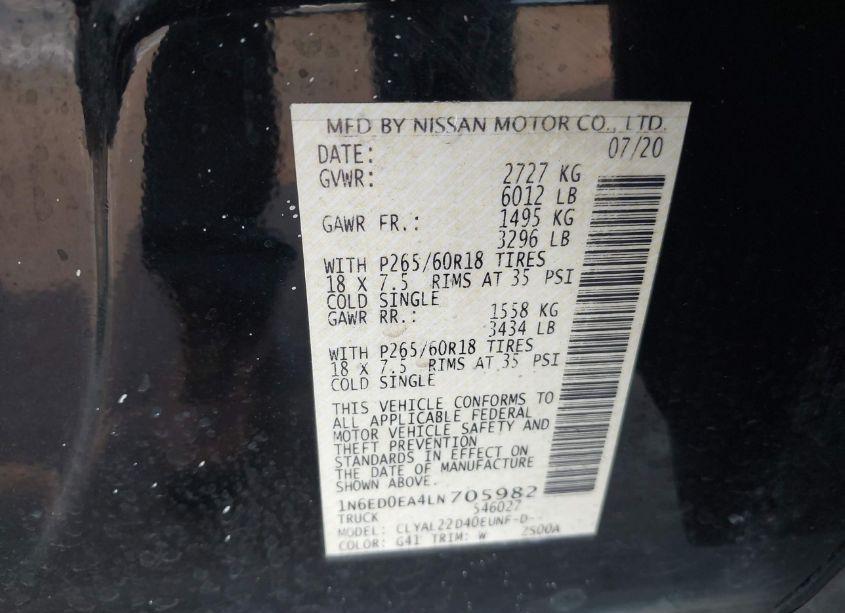 MFD BY NISSAN MOTOR CO., LTD.
DATE: 07/20
GVWR: 2727 KG
6012 LB
GAWR FR.: 1495 KG
3296 LB
WITH P265/60R18 TIRES
18 X 7.5 RIMS AT 35 PSI
COLD SINGLE
GAWR RR.: 1558 KG
3434 LB
WITH P265/60R18 TIRES
18 X 7.5 RIMS AT 35 PSI
COLD SINGLE
THIS VEHICLE CONFORMS TO
ALL APPLICABLE FEDERAL
MOTOR VEHICLE SAFETY AND
THEFT PREVENTION
STANDARDS IN EFFECT ON
THE DATE OF MANUFACTURE
SHOWN ABOVE.
1N6ED0EA4LN705982
TRUCK 546027
MODEL: CLYAL22D40EUNF-D--
COLOR: G41 TRIM: W 2S00A